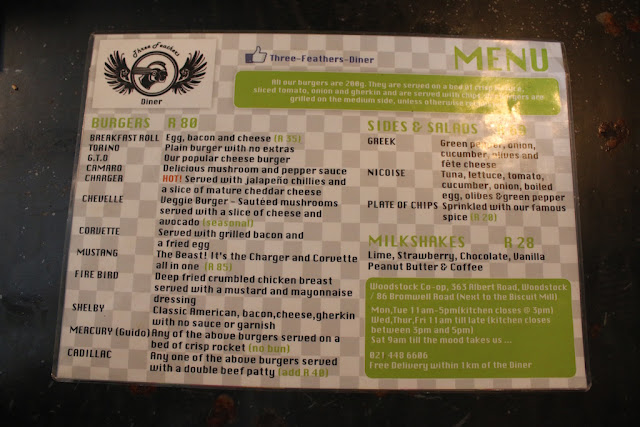 Three Feathers
Diner
Three-Feathers-Diner
MENU
All our burgers are 200g. They are served on a bed of crisp
sliced tomato, onion and gherkin and are served with chips.
grilled on the medium side, unless otherwise
BURGERS R 80
BREAKFAST ROLL Egg, bacon and cheese (R 35)
TORINO Plain burger with no extras
G.T.O Our popular cheese burger
CAMARO Delicious mushroom and pepper sauce
CHARGER HOT! Served with jalapeño chillies and
a slice of mature cheddar cheese
CHEVELLE Veggie Burger - Sautéed mushrooms
served with a slice of cheese and
avocado (seasonal)
CORVETTE Served with grilled bacon and
a fried egg
MUSTANG The Beast! It's the Charger and Corvette
all in one (R 85)
FIRE BIRD Deep fried crumbled chicken breast
served with a mustard and mayonnaise
dressing
SHELBY Classic American, bacon,cheese,gherkin
with no sauce or garnish
MERCURY (Guido) Any of the above burgers served on a
bed of crisp rocket (no bun)
CADILLAC Any one of the above burgers served
with a double beef patty (add R 40)
SIDES & SALADS
GREEK Green pepper, onion,
cucumber, olives and
fête cheese
NICOISE Tuna, lettuce, tomato,
cucumber, onion, boiled
egg, olibes &green pepper
PLATE OF CHIPS Sprinkled with our famous
spice (R 20)
MILKSHAKES R 28
Lime, Strawberry, Chocolate, Vanilla
Peanut Butter & Coffee
Woodstock Co-op, 363 Albert Road, Woodstock
/ 86 Bromwell Road (Next to the Biscuit Mill)
Mon,Tue 11am-5pm(kitchen closes @ 3pm)
Wed,Thur,Fri 11am till late (kitchen closes
between 3pm and 5pm)
Sat 9am till the mood takes us ...
021 448 6606
Free Delivery within 1km of the Diner